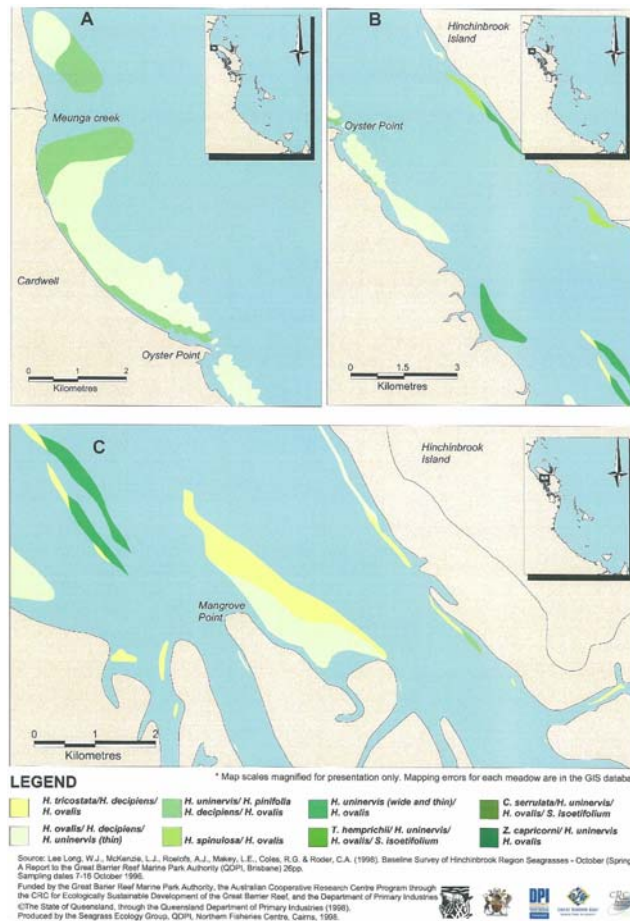 A
Meunga creek
Cardwell
Oyster Point
0 1 2
Kilometres
B
Hinchinbrook
Island
Oyster Point
0 1.5 3
Kilometres
C
Hinchinbrook
Island
Mangrove
Point
0 1 2
Kilometres
LEGEND
* Map scales magnified for presentation only. Mapping errors for each meadow are in the GIS databa
H. tricostata/H. decipiens/
H. ovalis
H. ovalis/ H. decipiens/
H. uninervis (thin)
H. uninervis/ H. pinifolia
H. decipiens/ H. ovalis
H. spinulosa/ H. ovalis
H. uninervis (wide and thin)/
H. ovalis
T. hemprichii/ H. uninervis/
H. ovalis/ S. isoetifolium
C. serrulata/H. uninervis/
H. ovalis/ S. isoetifolium
Z. capricorni/ H. uninervis
H. ovalis
Source: Lee Long, W.J., McKenzie, L.J., Roelofs, A.J., Makey, L.E., Coles, R.G. & Roder, C.A. (1998). Baseline Survey of Hinchinbrook Region Seagrasses - October (Spring
A Report to the Great Barrier Reef Marine Park Authority (QDPI, Brisbane) 26pp.
Sampling dates 7-16 October 1996.
Funded by the Great Barier Reef Marine Park Authority, the Australian Cooperative Research Centre Program through
the CRC for Ecologically Sustainable Development of the Great Barrier Reef, and the Department of Primary Industries
©The State of Queensland, through the Queensland Department of Primary Industries (1998).
Produced by the Seagrass Ecology Group, QDPI, Northern Fisheries Centre, Cairns, 1998.
DPI
CRC